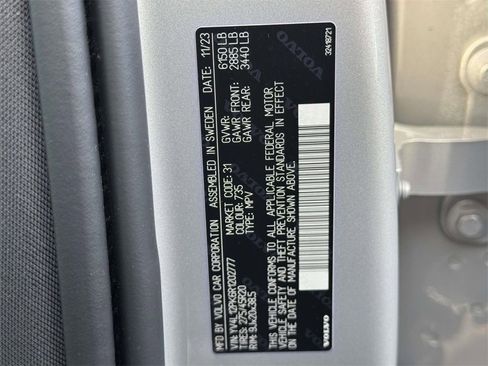 MFD BY VOLVO CAR CORPORATION ASSEMBLED IN SWEDEN DATE: 11/23
VIN: YV4L12PK6R1202777
TIRES: 275/45R20
RIM: 9Jx20x38.5
MARKET CODE: 31
COLOUR: 735
TYPE: MPV
GVWR: 6150 LB
GAWR FRONT: 2885 LB
GAWR REAR: 3440 LB
THIS VEHICLE CONFORMS TO ALL APPLICABLE FEDERAL MOTOR
VEHICLE SAFETY AND THEFT PREVENTION STANDARDS IN EFFECT
ON THE DATE OF MANUFACTURE SHOWN ABOVE.
VOLVO
32418721